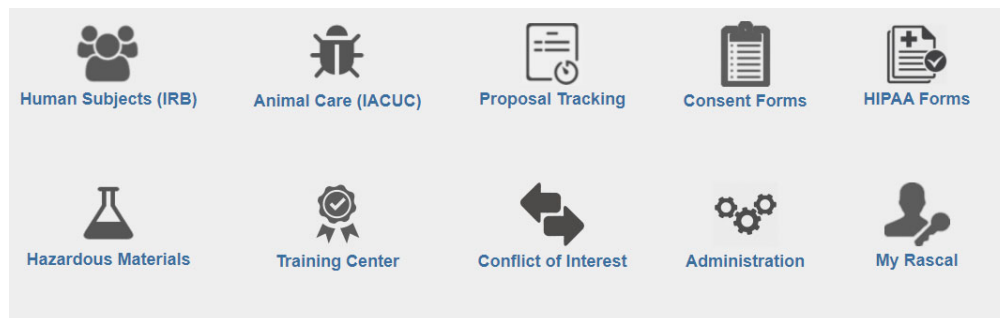 Human Subjects (IRB)
Animal Care (IACUC)
Proposal Tracking
Consent Forms
HIPAA Forms
Hazardous Materials
Training Center
Conflict of Interest
Administration
My Rascal